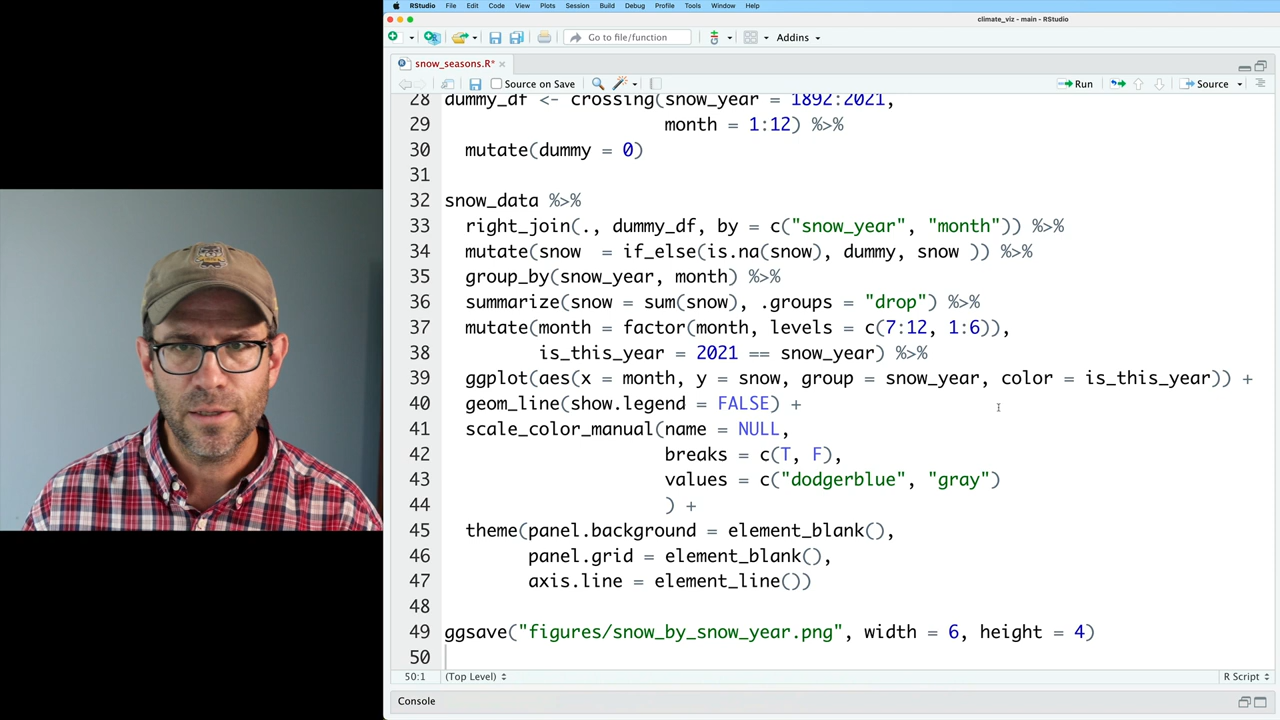 RStudio File Edit Code View Plots Session Build Debug Profile Tools Window Help
climate_viz - main - RStudio
Go to file/function Addins
snow_seasons.R*
Source on Save Run Source
28 dummy_df <- crossing(snow_year = 1892:2021,
29 month = 1:12) %>%
30 mutate(dummy = 0)
31
32 snow_data %>%
33 right_join(., dummy_df, by = c("snow_year", "month")) %>%
34 mutate(snow = if_else(is.na(snow), dummy, snow )) %>%
35 group_by(snow_year, month) %>%
36 summarize(snow = sum(snow), .groups = "drop") %>%
37 mutate(month = factor(month, levels = c(7:12, 1:6)),
38 is_this_year = 2021 == snow_year) %>%
39 ggplot(aes(x = month, y = snow, group = snow_year, color = is_this_year)) +
40 geom_line(show.legend = FALSE) +
41 scale_color_manual(name = NULL,
42 breaks = c(T, F),
43 values = c("dodgerblue", "gray")
44 ) +
45 theme(panel.background = element_blank(),
46 panel.grid = element_blank(),
47 axis.line = element_line())
48
49 ggsave("figures/snow_by_snow_year.png", width = 6, height = 4)
50
50:1 (Top Level) R Script
Console